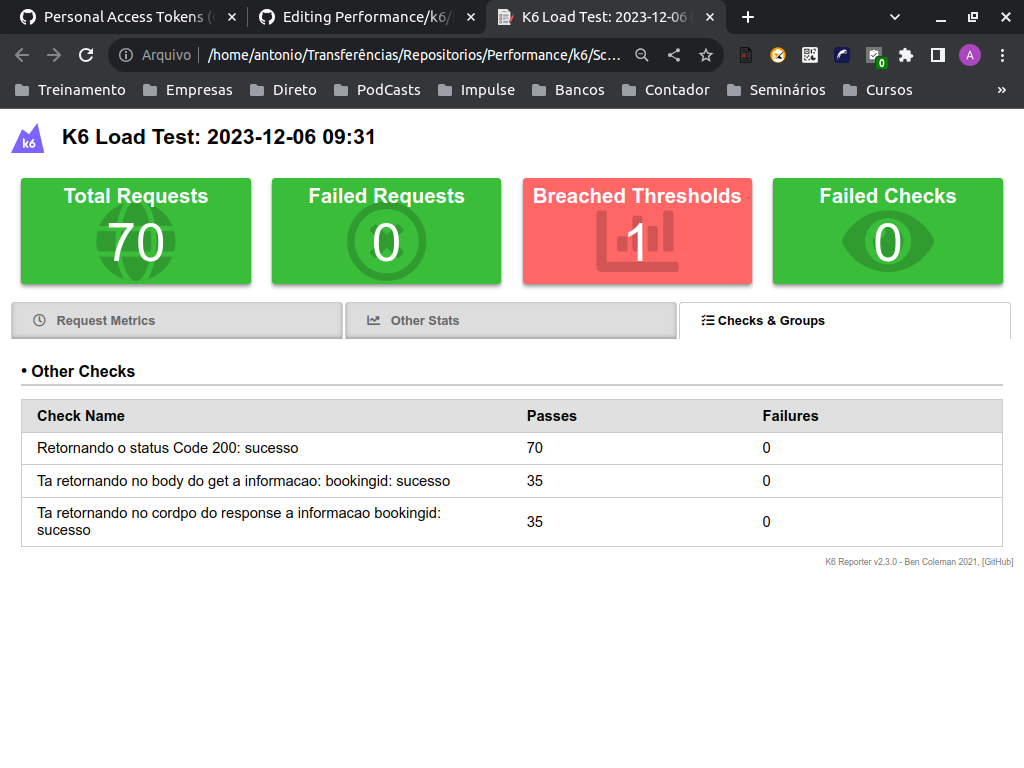 Personal Access Tokens (
Editing Performance/k6/
K6 Load Test: 2023-12-06
Arquivo
/home/antonio/Transferências/Repositorios/Performance/k6/Sc...
0
A
Treinamento
Empresas
Direto
PodCasts
Impulse
Bancos
Contador
Seminários
Cursos
»
k6
K6 Load Test: 2023-12-06 09:31
Total Requests
70
Failed Requests
0
Breached Thresholds
1
Failed Checks
0
Request Metrics
Other Stats
Checks & Groups
• Other Checks
Check Name Passes Failures
Retornando o status Code 200: sucesso 70 0
Ta retornando no body do get a informacao: bookingid: sucesso 35 0
Ta retornando no cordpo do response a informacao bookingid:
sucesso 35 0
K6 Reporter v2.3.0 - Ben Coleman 2021, [GitHub]